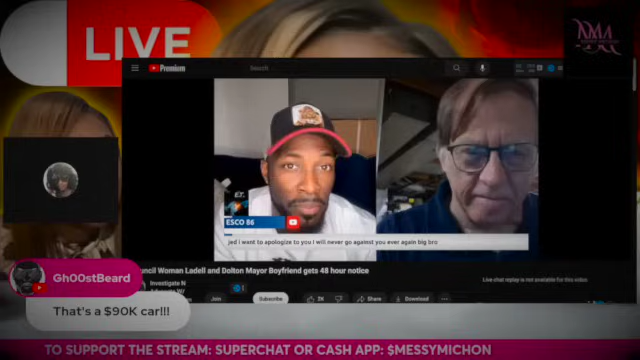 LIVE
Premium
Search
ESCO 86
jed i want to apologize to you I will never go against you ever again big bro
uncil Woman Ladell and Dolton Mayor Boyfriend gets 48 hour notice
Investigate N
Join
Subscribe
Share
Download
Live chat replay is not available for this video
Gh00stBeard
That's a $90K car!!!
TO SUPPORT THE STREAM: SUPERCHAT OR CASH APP: $MESSYMICHON